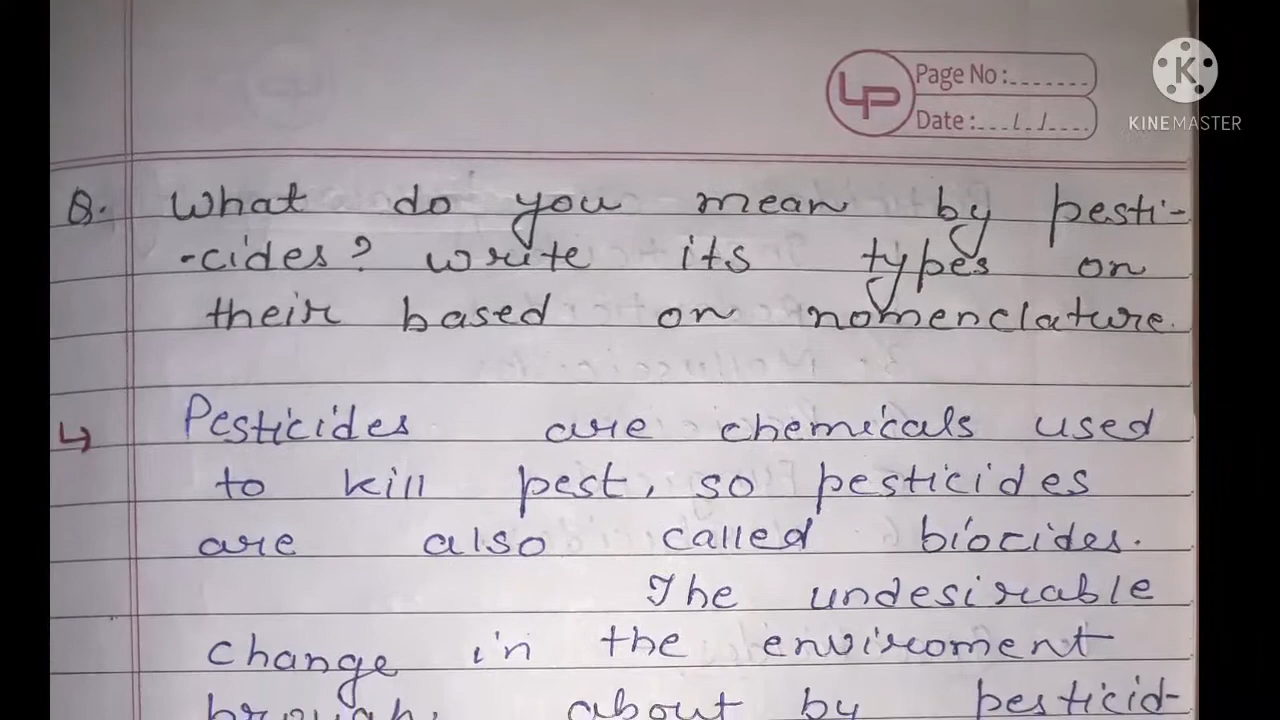 Page No :.......
Date :.../../....
KINEMASTER
Q. What do you mean by pesti-
-cides? write its types on
their based on nomenclature.
↳ Pesticides are chemicals used
to kill pest, so pesticides
are also called biocides.
The undesirable
change in the enviroment
about by pesticid-